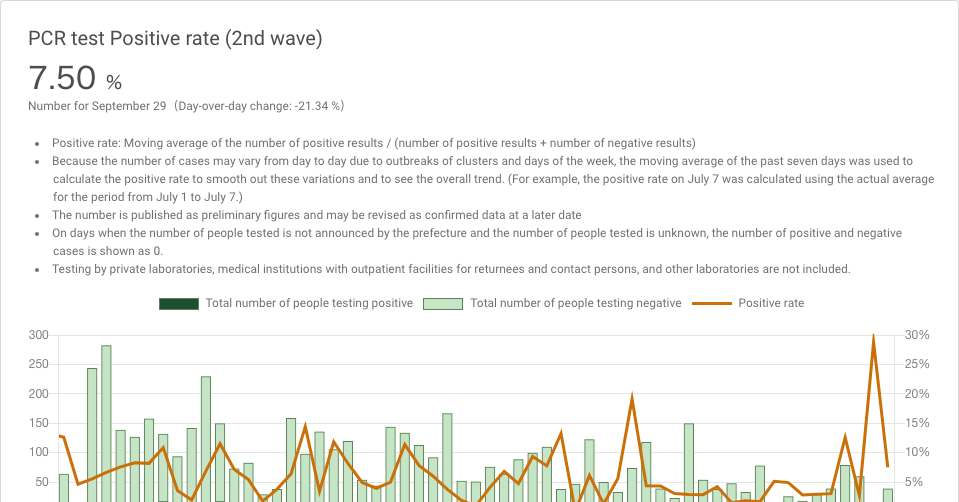 PCR test Positive rate (2nd wave)
7.50 %
Number for September 29（Day-over-day change: -21.34 %）
• Positive rate: Moving average of the number of positive results / (number of positive results + number of negative results)
• Because the number of cases may vary from day to day due to outbreaks of clusters and days of the week, the moving average of the past seven days was used to
calculate the positive rate to smooth out these variations and to see the overall trend. (For example, the positive rate on July 7 was calculated using the actual average
for the period from July 1 to July 7.)
• The number is published as preliminary figures and may be revised as confirmed data at a later date
• On days when the number of people tested is not announced by the prefecture and the number of people tested is unknown, the number of positive and negative
cases is shown as 0.
• Testing by private laboratories, medical institutions with outpatient facilities for returnees and contact persons, and other laboratories are not included.
Total number of people testing positive Total number of people testing negative Positive rate
300 30%
250 25%
200 20%
150 15%
100 10%
50 5%